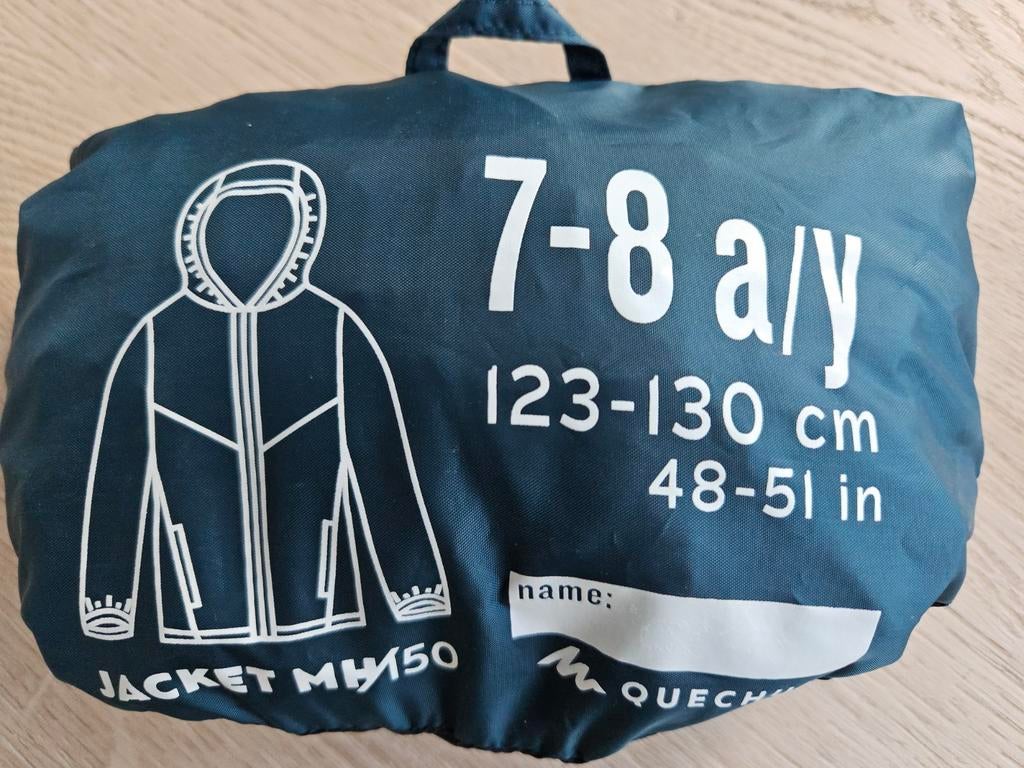 7-8 a/y
123-130 cm
48-51 in
name:
JACKET MH150